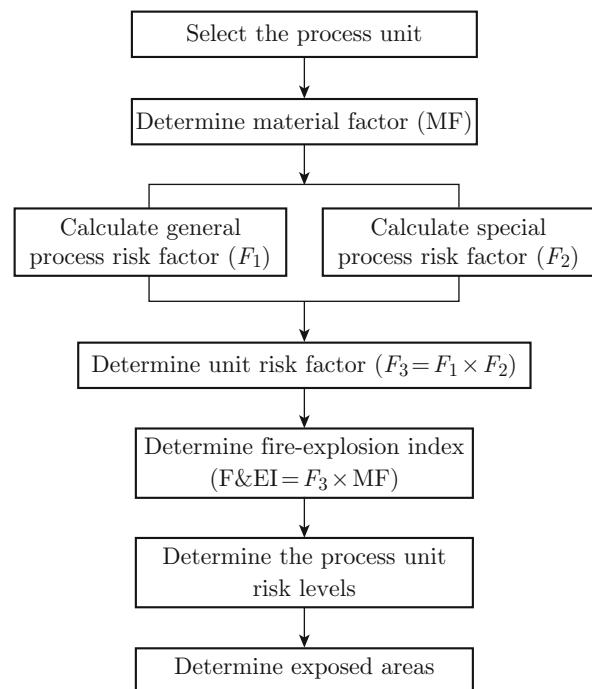 Select the process unit
Determine material factor (MF)
Calculate general
process risk factor (F₁)
Calculate special
process risk factor (F₂)
Determine unit risk factor (F₃ = F₁ × F₂)
Determine fire-explosion index
(F&EI = F₃ × MF)
Determine the process unit
risk levels
Determine exposed areas